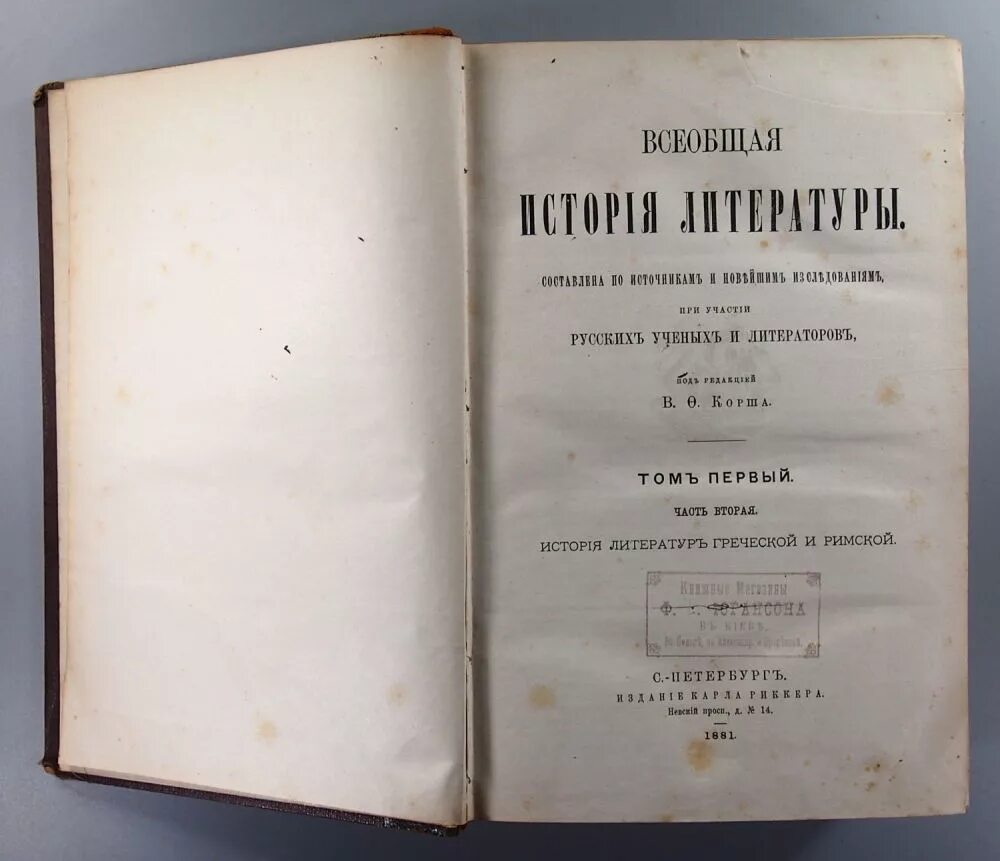 ВСЕОБЩАЯ
ИСТОРІЯ ЛИТЕРАТУРЫ.
СОСТАВЛЕНА ПО ИСТОЧНИКАМЪ И НОВѢЙШИМЪ ИЗСЛѢДОВАНІЯМЪ,
ПРИ УЧАСТІИ
РУССКИХЪ УЧЕНЫХЪ И ЛИТЕРАТОРОВЪ,
ПОДЪ РЕДАКЦІЕЙ
В. Ѳ. КОРША.
ТОМЪ ПЕРВЫЙ.
ЧАСТЬ ВТОРАЯ.
ИСТОРІЯ ЛИТЕРАТУРЪ ГРЕЧЕСКОЙ И РИМСКОЙ.
Книжные Магазины
Ф. ІОГАНСОНА
ВЪ КІЕВѢ,
С.-ПЕТЕРБУРГЪ.
ИЗДАНІЕ КАРЛА РИККЕРА.
Невскій просп., д. № 14.
1881.